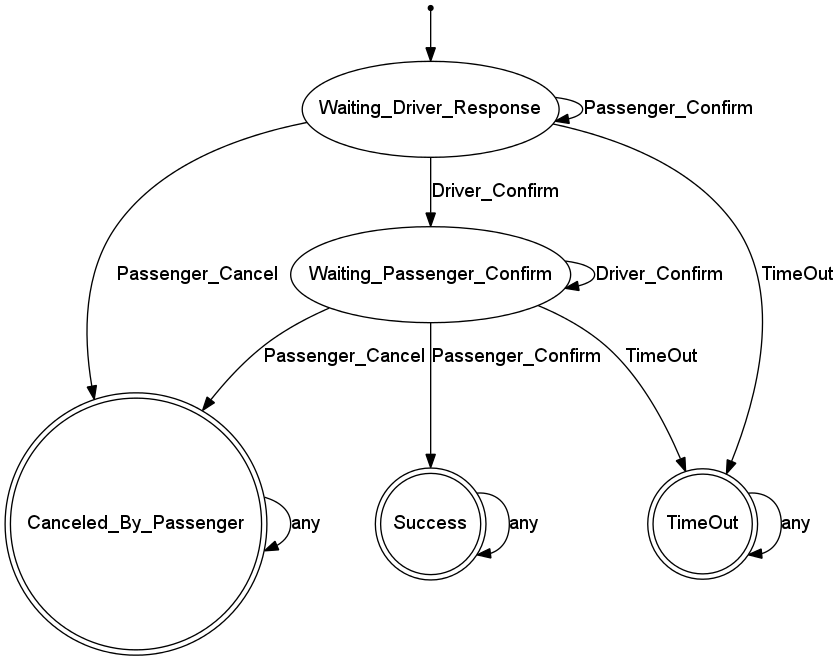 Waiting_Driver_Response
Passenger_Confirm
Driver_Confirm
Passenger_Cancel
Waiting_Passenger_Confirm
Driver_Confirm
TimeOut
Passenger_Cancel
Passenger_Confirm
TimeOut
Canceled_By_Passenger
any
Success
any
TimeOut
any